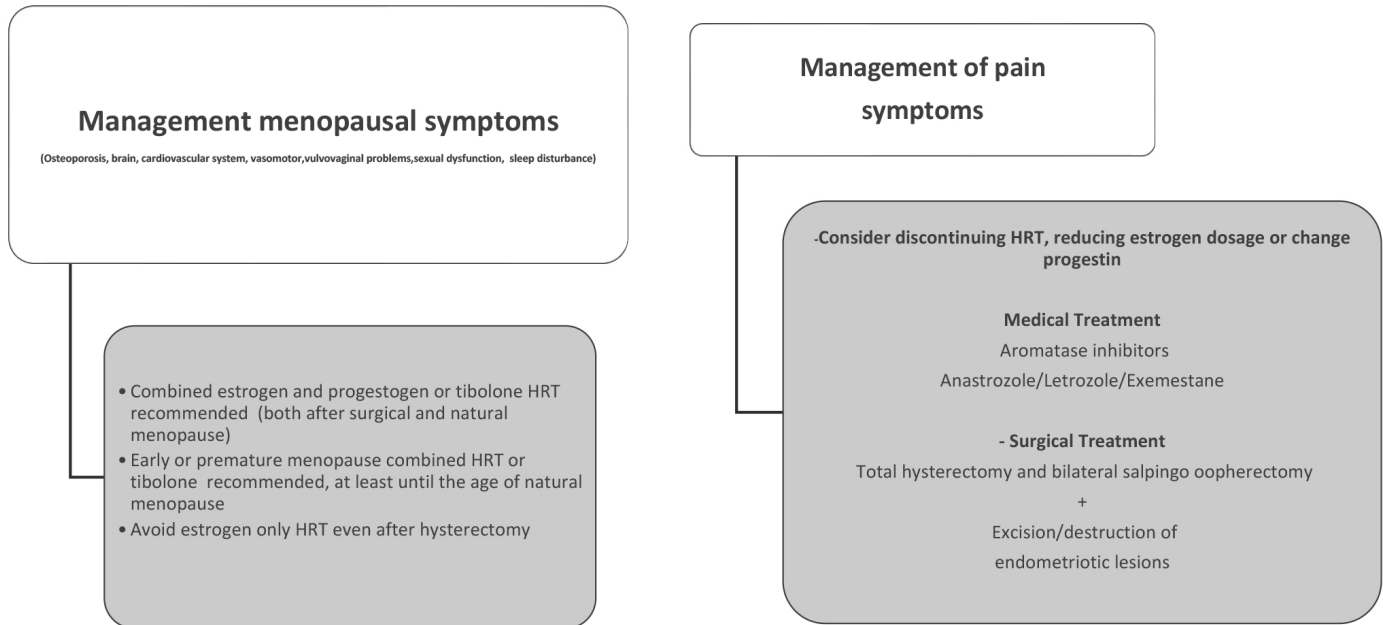 Management menopausal symptoms
(Osteoporosis, brain, cardiovascular system, vasomotor,vulvovaginal problems,sexual dysfunction, sleep disturbance)
• Combined estrogen and progestogen or tibolone HRT
recommended (both after surgical and natural
menopause)
• Early or premature menopause combined HRT or
tibolone recommended, at least until the age of natural
menopause
• Avoid estrogen only HRT even after hysterectomy
Management of pain
symptoms
-Consider discontinuing HRT, reducing estrogen dosage or change
progestin
Medical Treatment
Aromatase inhibitors
Anastrozole/Letrozole/Exemestane
- Surgical Treatment
Total hysterectomy and bilateral salpingo oopherectomy
+
Excision/destruction of
endometriotic lesions